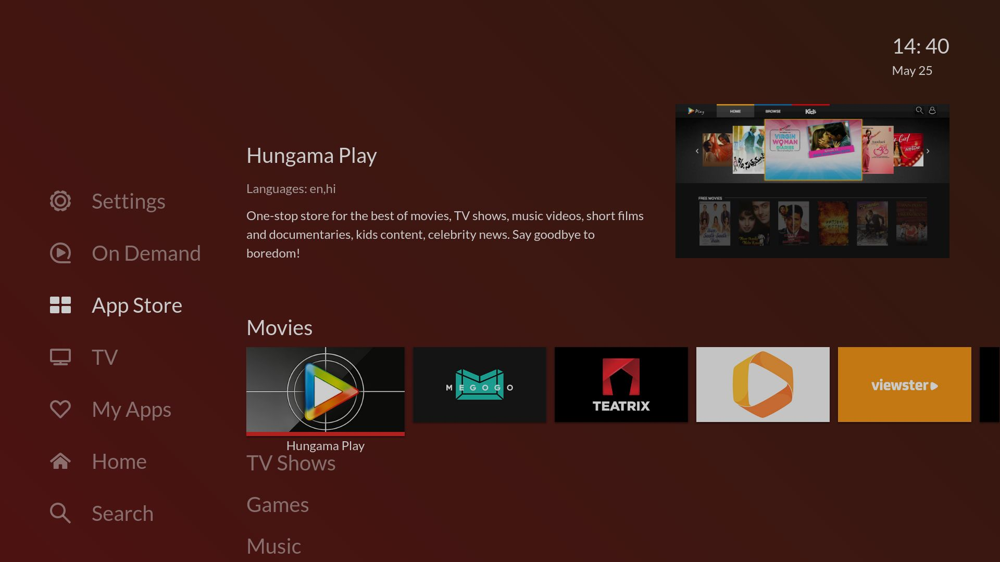 14: 40
May 25
Play
HOME
BROWSE
Kids
VIRGIN
WOMAN
DIARIES
Girl
FREE MOVIES
Hungama Play
Languages: en,hi
One-stop store for the best of movies, TV shows, music videos, short films
and documentaries, kids content, celebrity news. Say goodbye to
boredom!
Settings
On Demand
App Store
TV
My Apps
Home
Search
Movies
MEGOGO
TEATRIX
viewster
Hungama Play
TV Shows
Games
Music